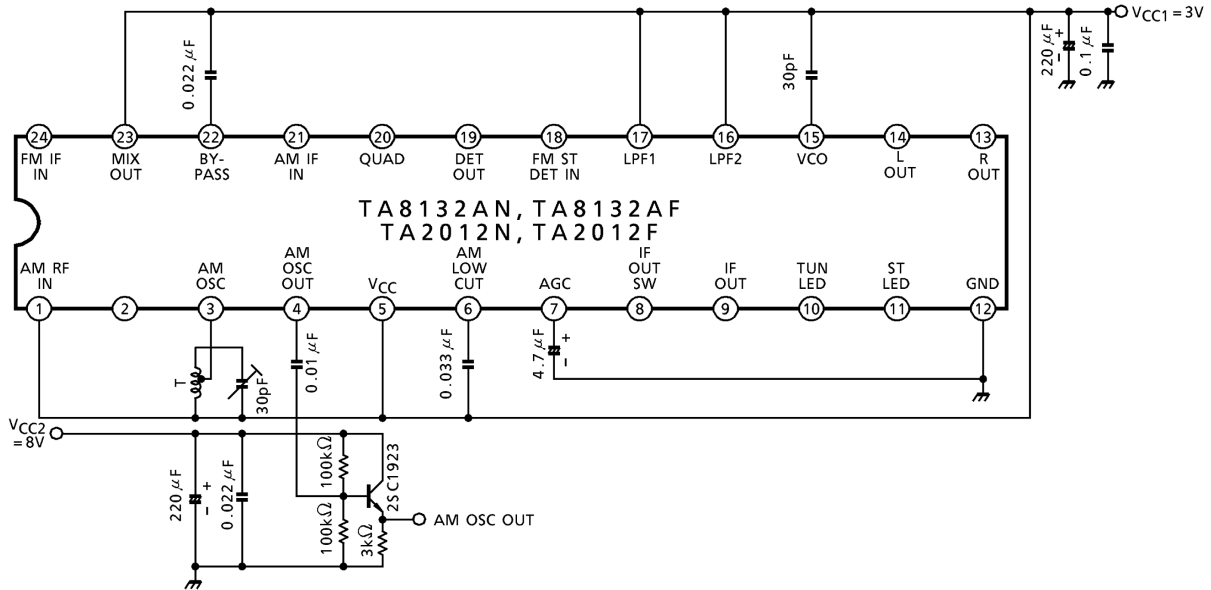 VCC1 = 3V
0.022 μF
30pF
220 μF
+
−
0.1 μF
24
23
22
21
20
19
18
17
16
15
14
13
FM IF
IN
MIX
OUT
BY-
PASS
AM IF
IN
QUAD
DET
OUT
FM ST
DET IN
LPF1
LPF2
VCO
L
OUT
R
OUT
TA8132AN, TA8132AF
TA2012N, TA2012F
AM RF
IN
AM
OSC
AM
OSC
OUT
VCC
AM
LOW
CUT
AGC
IF
OUT
SW
IF
OUT
TUN
LED
ST
LED
GND
1
2
3
4
5
6
7
8
9
10
11
12
T
30pF
0.01 μF
0.033 μF
4.7 μF
+
−
VCC2
= 8V
220 μF
+
−
0.022 μF
100kΩ
100kΩ
2SC1923
3kΩ
AM OSC OUT